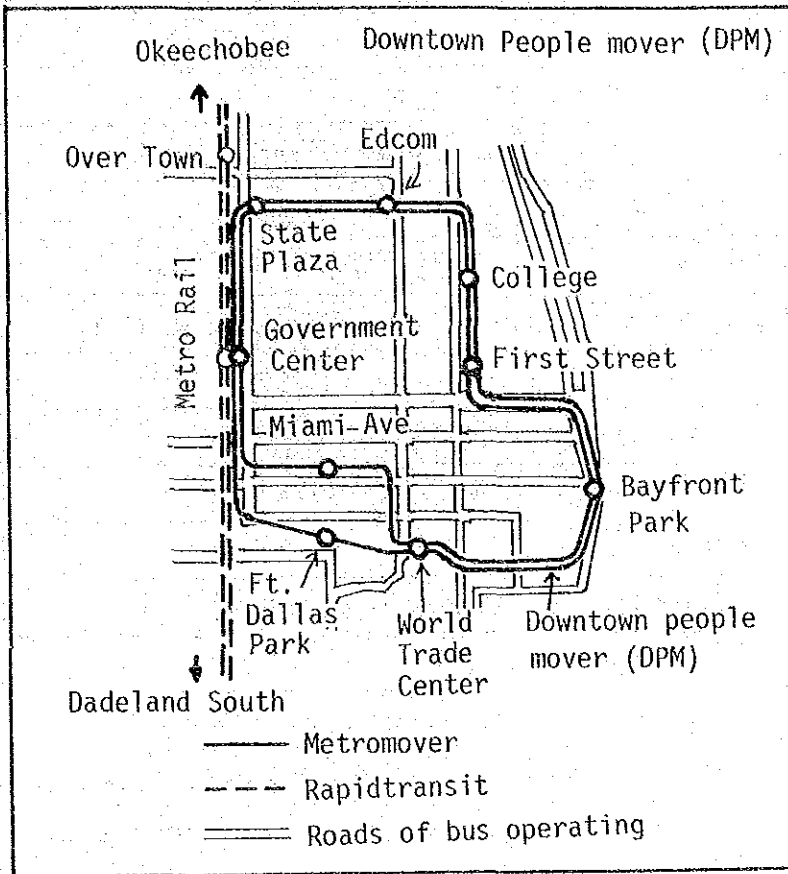 Downtown People mover (DPM)
Okeechobee
Edcom
Over Town
State
Plaza
College
Metro Rail
Government
Center
First Street
Miami-Ave
Bayfront
Park
Ft.
Dallas
Park
World
Trade
Center
Downtown people
mover (DPM)
Dadeland South
Metromover
Rapidtransit
Roads of bus operating